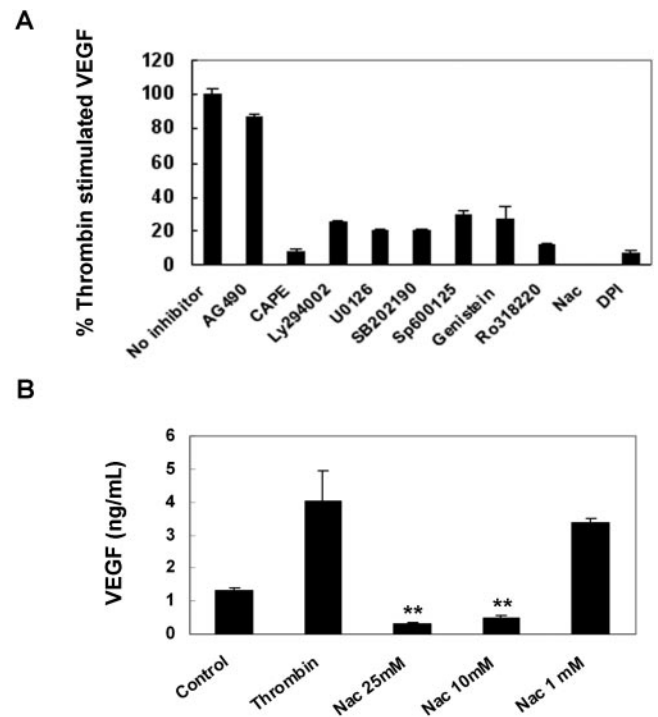 A
% Thrombin stimulated VEGF
120
100
80
60
40
20
0
No inhibitor
AG490
CAPE
Ly294002
U0126
SB202190
Sp600125
Genistein
Ro318220
Nac
DPI
B
VEGF (ng/mL)
6
5
4
3
2
1
0
**
**
Control
Thrombin
Nac 25mM
Nac 10mM
Nac 1 mM